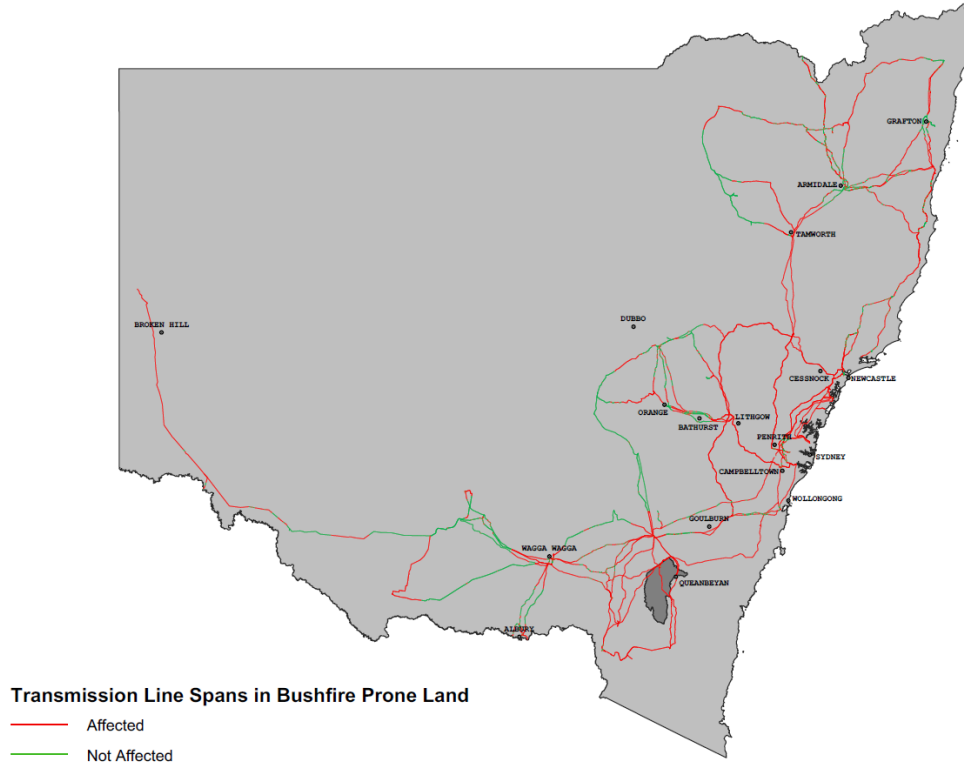 GRAFTON
ARMIDALE
TAMWORTH
BROKEN HILL
DUBBO
CESSNOCK
NEWCASTLE
ORANGE
BATHURST
LITHGOW
PENRITH
SYDNEY
CAMPBELLTOWN
WOLLONGONG
GOULBURN
WAGGA WAGGA
QUEANBEYAN
ALBURY
Transmission Line Spans in Bushfire Prone Land
Affected
Not Affected